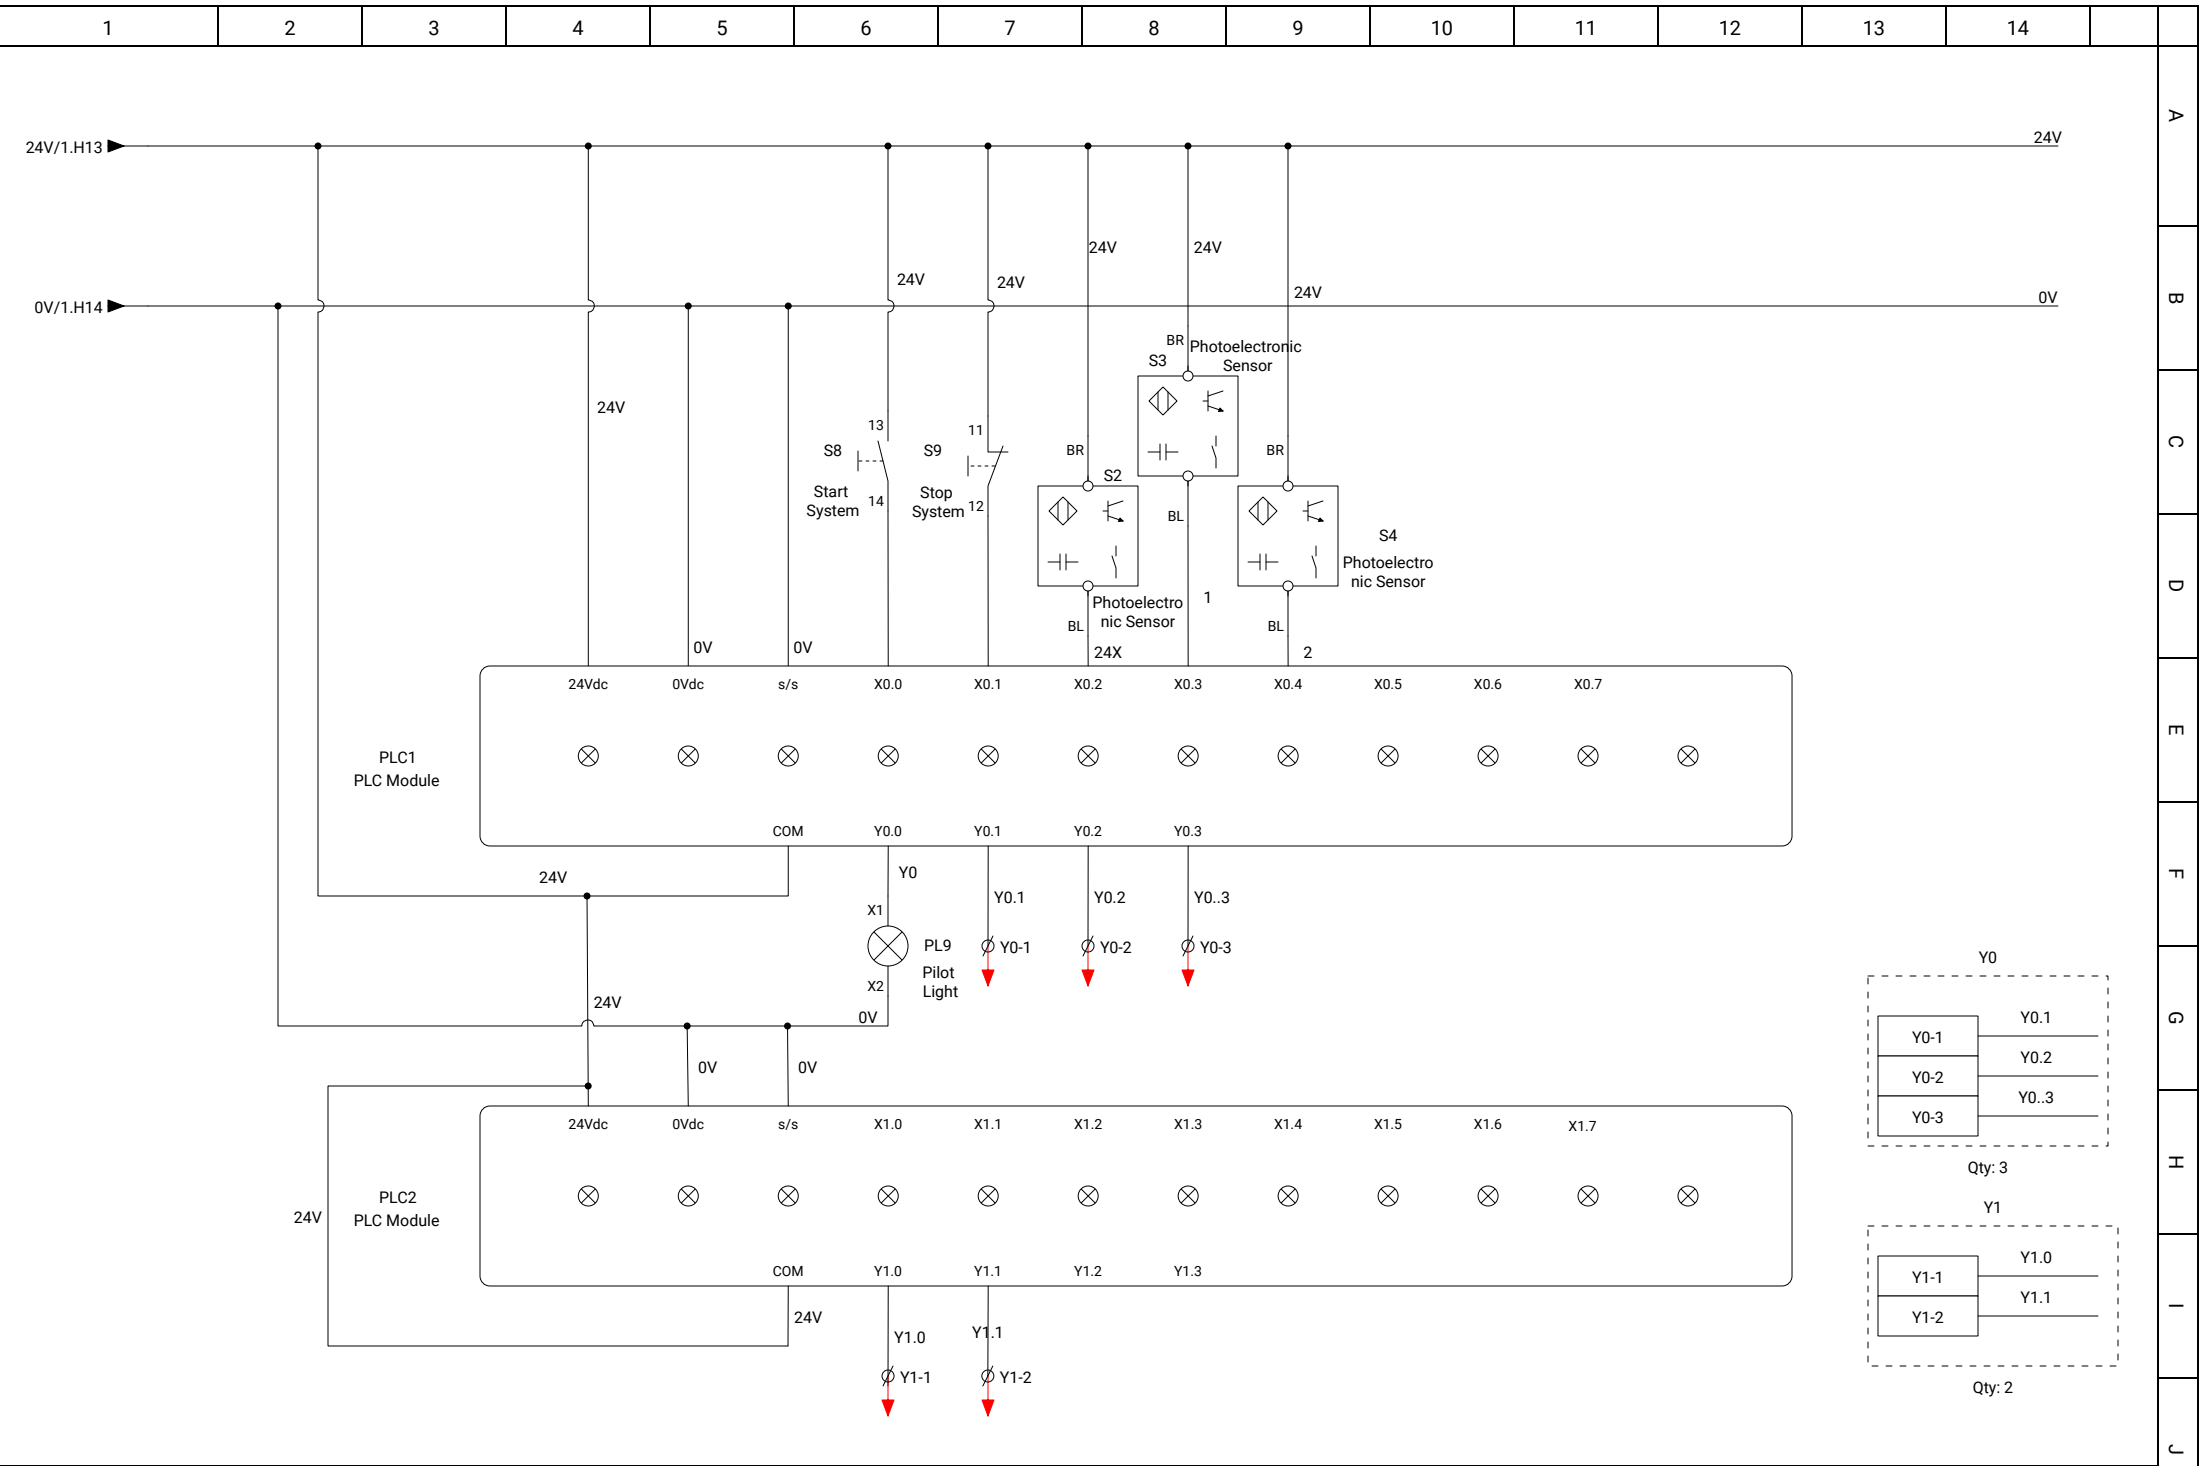 1 2 3 4 5 6 7 8 9 10 11 12 13 14
A
24V/1.H13
24V
24V 24V
24V 24V
24V
B
0V/1.H14
0V
BR Photoelectronic
S3 Sensor
24V
C
13 11
S8 S9 BR BR
S2
Start Stop
14 12
System System
BL
S4
Photoelectro
nic Sensor
D
1
Photoelectro
nic Sensor
BL BL
0V 0V 24X 2
24Vdc 0Vdc s/s X0.0 X0.1 X0.2 X0.3 X0.4 X0.5 X0.6 X0.7
E
PLC1
PLC Module
COM Y0.0 Y0.1 Y0.2 Y0.3
F
24V Y0
Y0.1 Y0.2 Y0..3
X1
PL9 Y0-1 Y0-2 Y0-3
Pilot
Light
X2
24V
0V
G
Y0
Y0-1 Y0.1
Y0-2 Y0.2
Y0-3 Y0..3
Qty: 3
0V 0V
24Vdc 0Vdc s/s X1.0 X1.1 X1.2 X1.3 X1.4 X1.5 X1.6 X1.7
H
PLC2
24V PLC Module
COM Y1.0 Y1.1 Y1.2 Y1.3
Y1
Y1-1 Y1.0
Y1-2 Y1.1
Qty: 2
I
24V
Y1.0 Y1.1
Y1-1 Y1-2
J